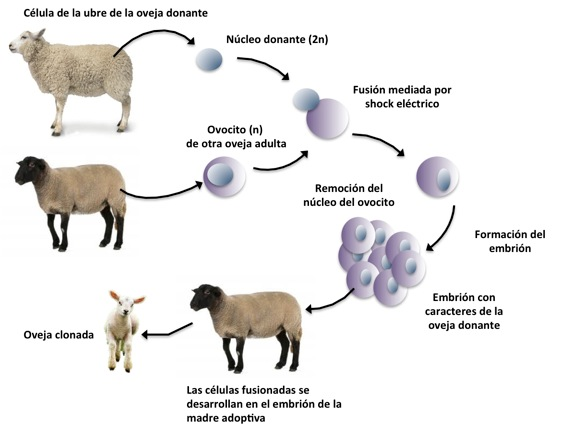 Célula de la ubre de la oveja donante
Núcleo donante (2n)
Fusión mediada por
shock eléctrico
Ovocito (n)
de otra oveja adulta
Remoción del
núcleo del ovocito
Formación del
embrión
Embrión con
caracteres de la
oveja donante
Oveja clonada
Las células fusionadas se
desarrollan en el embrión de la
madre adoptiva